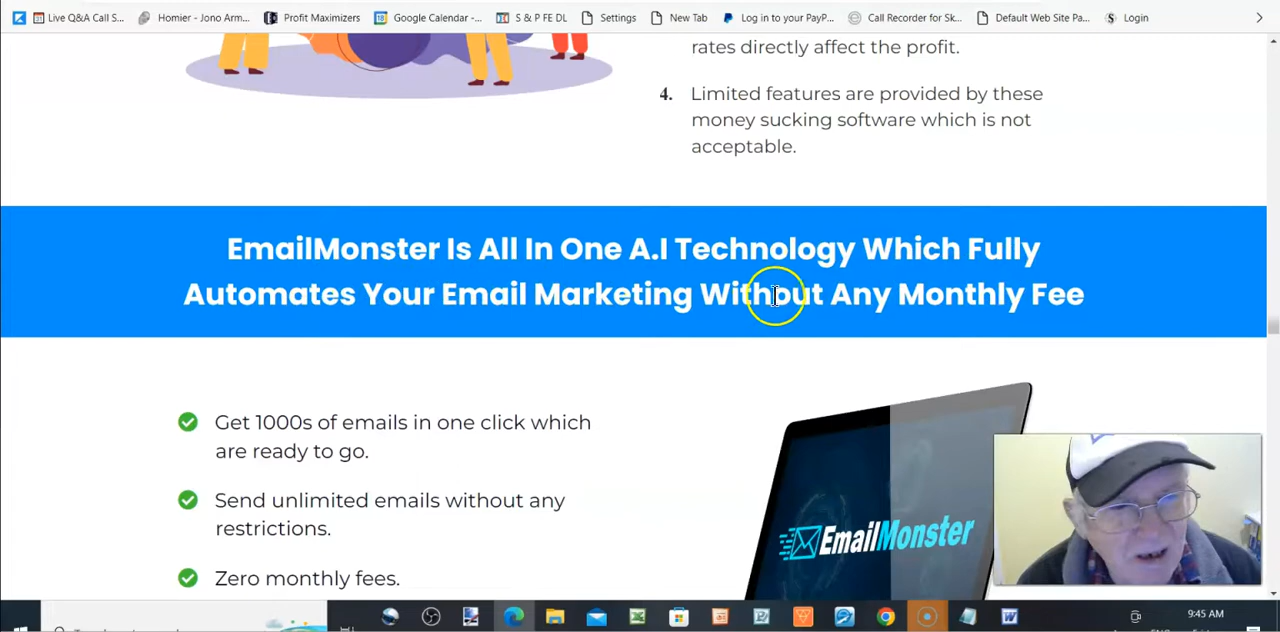 Live Q&A Call S...
Homier - Jono Arm...
Profit Maximizers
Google Calendar -...
S & P FE DL
Settings
New Tab
Log in to your PayP...
Call Recorder for Sk...
Default Web Site Pa...
Login
rates directly affect the profit.
4. Limited features are provided by these
money sucking software which is not
acceptable.
EmailMonster Is All In One A.I Technology Which Fully
Automates Your Email Marketing Without Any Monthly Fee
Get 1000s of emails in one click which
are ready to go.
Send unlimited emails without any
restrictions.
Zero monthly fees.
EmailMonster
9:45 AM